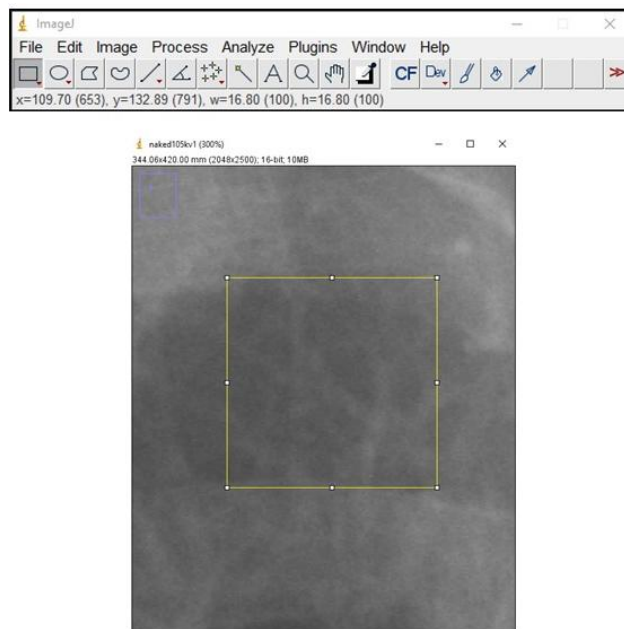 ImageJ
File Edit Image Process Analyze Plugins Window Help
A CF Dev
x=109.70 (653), y=132.89 (791), w=16.80 (100), h=16.80 (100)
naked105kv1 (300%)
344.06x420.00 mm (2048x2500); 16-bit; 10MB